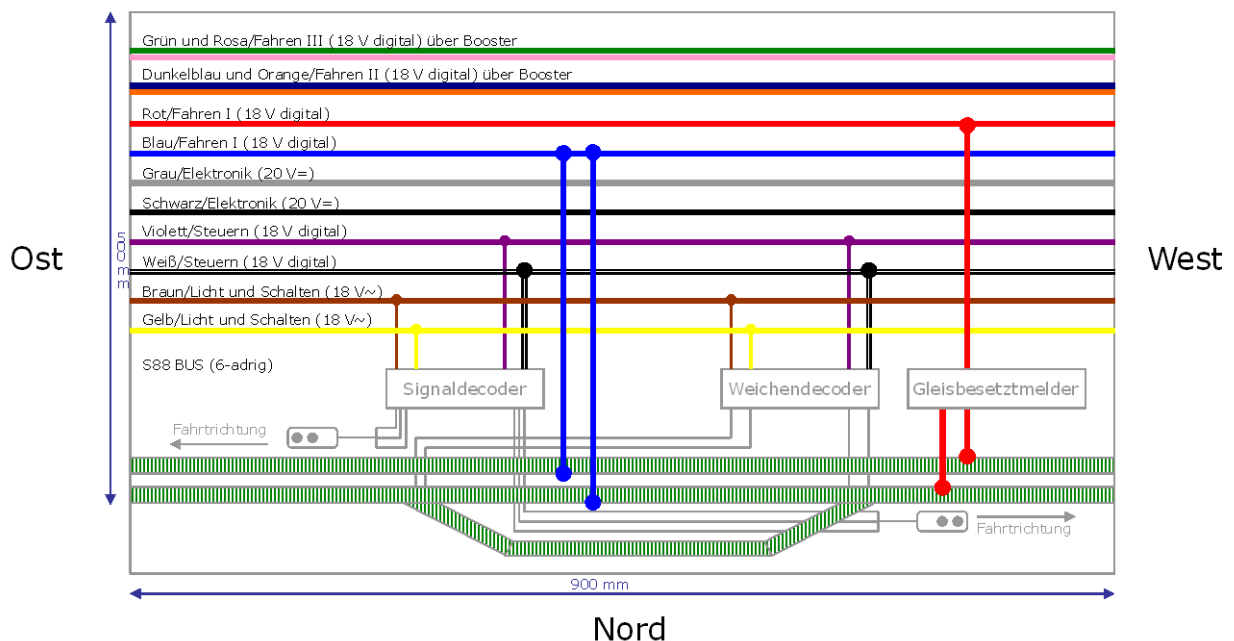 Grün und Rosa/Fahren III (18 V digital) über Booster
Dunkelblau und Orange/Fahren II (18 V digital) über Booster
Rot/Fahren I (18 V digital)
Blau/Fahren I (18 V digital)
Grau/Elektronik (20 V=)
Schwarz/Elektronik (20 V=)
Violett/Steuern (18 V digital)
Ost
500 mm
West
Weiß/Steuern (18 V digital)
Braun/Licht und Schalten (18 V~)
Gelb/Licht und Schalten (18 V~)
S88 BUS (6-adrig)
Signaldecoder
Weichendecoder
Gleisbesetztmelder
Fahrtrichtung
Fahrtrichtung
900 mm
Nord